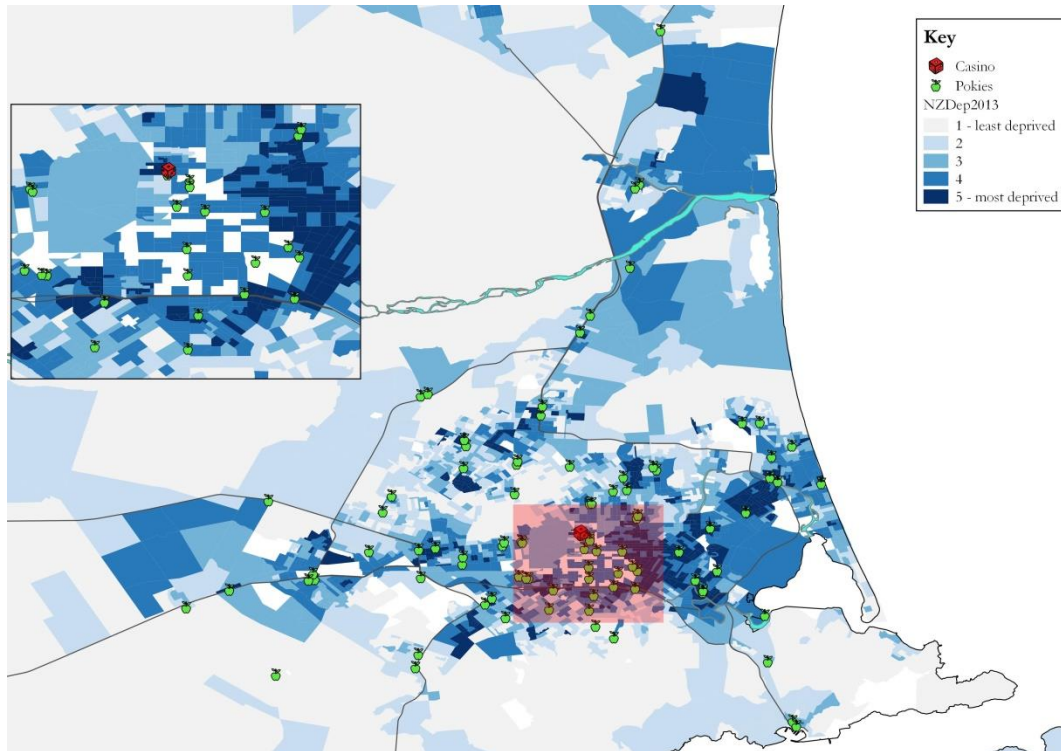 Key
Casino
Pokies
NZDep2013
1 - least deprived
2
3
4
5 - most deprived